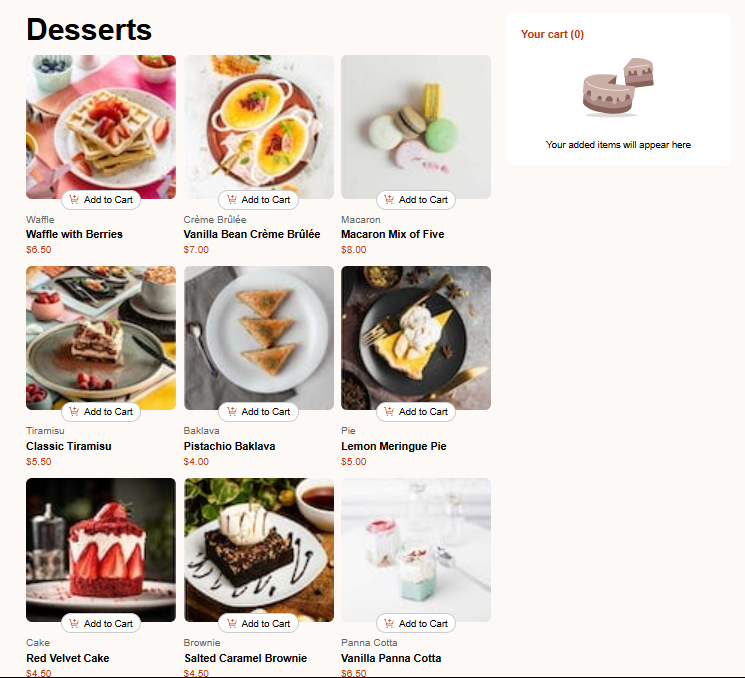 Desserts
Your cart (0)
Your added items will appear here
Add to Cart
Add to Cart
Add to Cart
Waffle
Crème Brûlée
Macaron
Waffle with Berries
Vanilla Bean Crème Brûlée
Macaron Mix of Five
$6.50
$7.00
$8.00
Add to Cart
Add to Cart
Add to Cart
Tiramisu
Baklava
Pie
Classic Tiramisu
Pistachio Baklava
Lemon Meringue Pie
$5.50
$4.00
$5.00
Add to Cart
Add to Cart
Add to Cart
Cake
Brownie
Panna Cotta
Red Velvet Cake
Salted Caramel Brownie
Vanilla Panna Cotta
$4.50
$4.50
$6.50